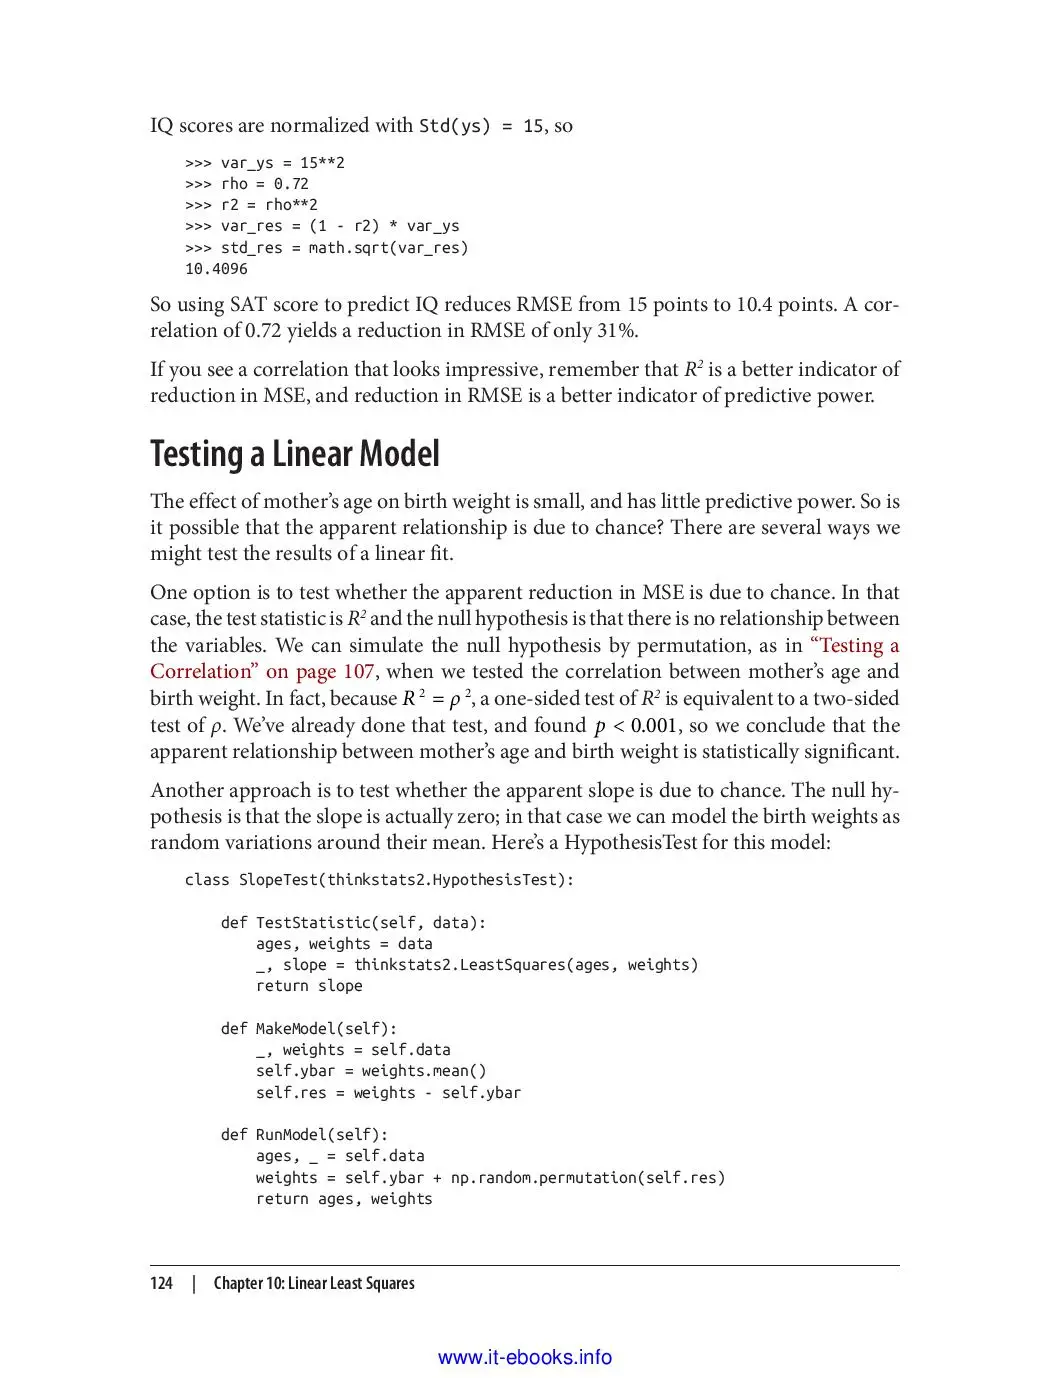 IQ scores are normalized with Std(ys) = 15, so
>>> var_ys = 15**2
>>> rho = 0.72
>>> r2 = rho**2
>>> var_res = (1 - r2) * var_ys
>>> std_res = math.sqrt(var_res)
10.4096
So using SAT score to predict IQ reduces RMSE from 15 points to 10.4 points. A cor-
relation of 0.72 yields a reduction in RMSE of only 31%.
If you see a correlation that looks impressive, remember that R² is a better indicator of
reduction in MSE, and reduction in RMSE is a better indicator of predictive power.
Testing a Linear Model
The effect of mother’s age on birth weight is small, and has little predictive power. So is
it possible that the apparent relationship is due to chance? There are several ways we
might test the results of a linear fit.
One option is to test whether the apparent reduction in MSE is due to chance. In that
case, the test statistic is R² and the null hypothesis is that there is no relationship between
the variables. We can simulate the null hypothesis by permutation, as in “Testing a
Correlation” on page 107, when we tested the correlation between mother’s age and
birth weight. In fact, because R² = ρ², a one-sided test of R² is equivalent to a two-sided
test of ρ. We’ve already done that test, and found p < 0.001, so we conclude that the
apparent relationship between mother’s age and birth weight is statistically significant.
Another approach is to test whether the apparent slope is due to chance. The null hy-
pothesis is that the slope is actually zero; in that case we can model the birth weights as
random variations around their mean. Here’s a HypothesisTest for this model:
class SlopeTest(thinkstats2.HypothesisTest):
    def TestStatistic(self, data):
        ages, weights = data
        _, slope = thinkstats2.LeastSquares(ages, weights)
        return slope
    def MakeModel(self):
        _, weights = self.data
        self.ybar = weights.mean()
        self.res = weights - self.ybar
    def RunModel(self):
        ages, _ = self.data
        weights = self.ybar + np.random.permutation(self.res)
        return ages, weights
124 | Chapter 10: Linear Least Squares
www.it-ebooks.info